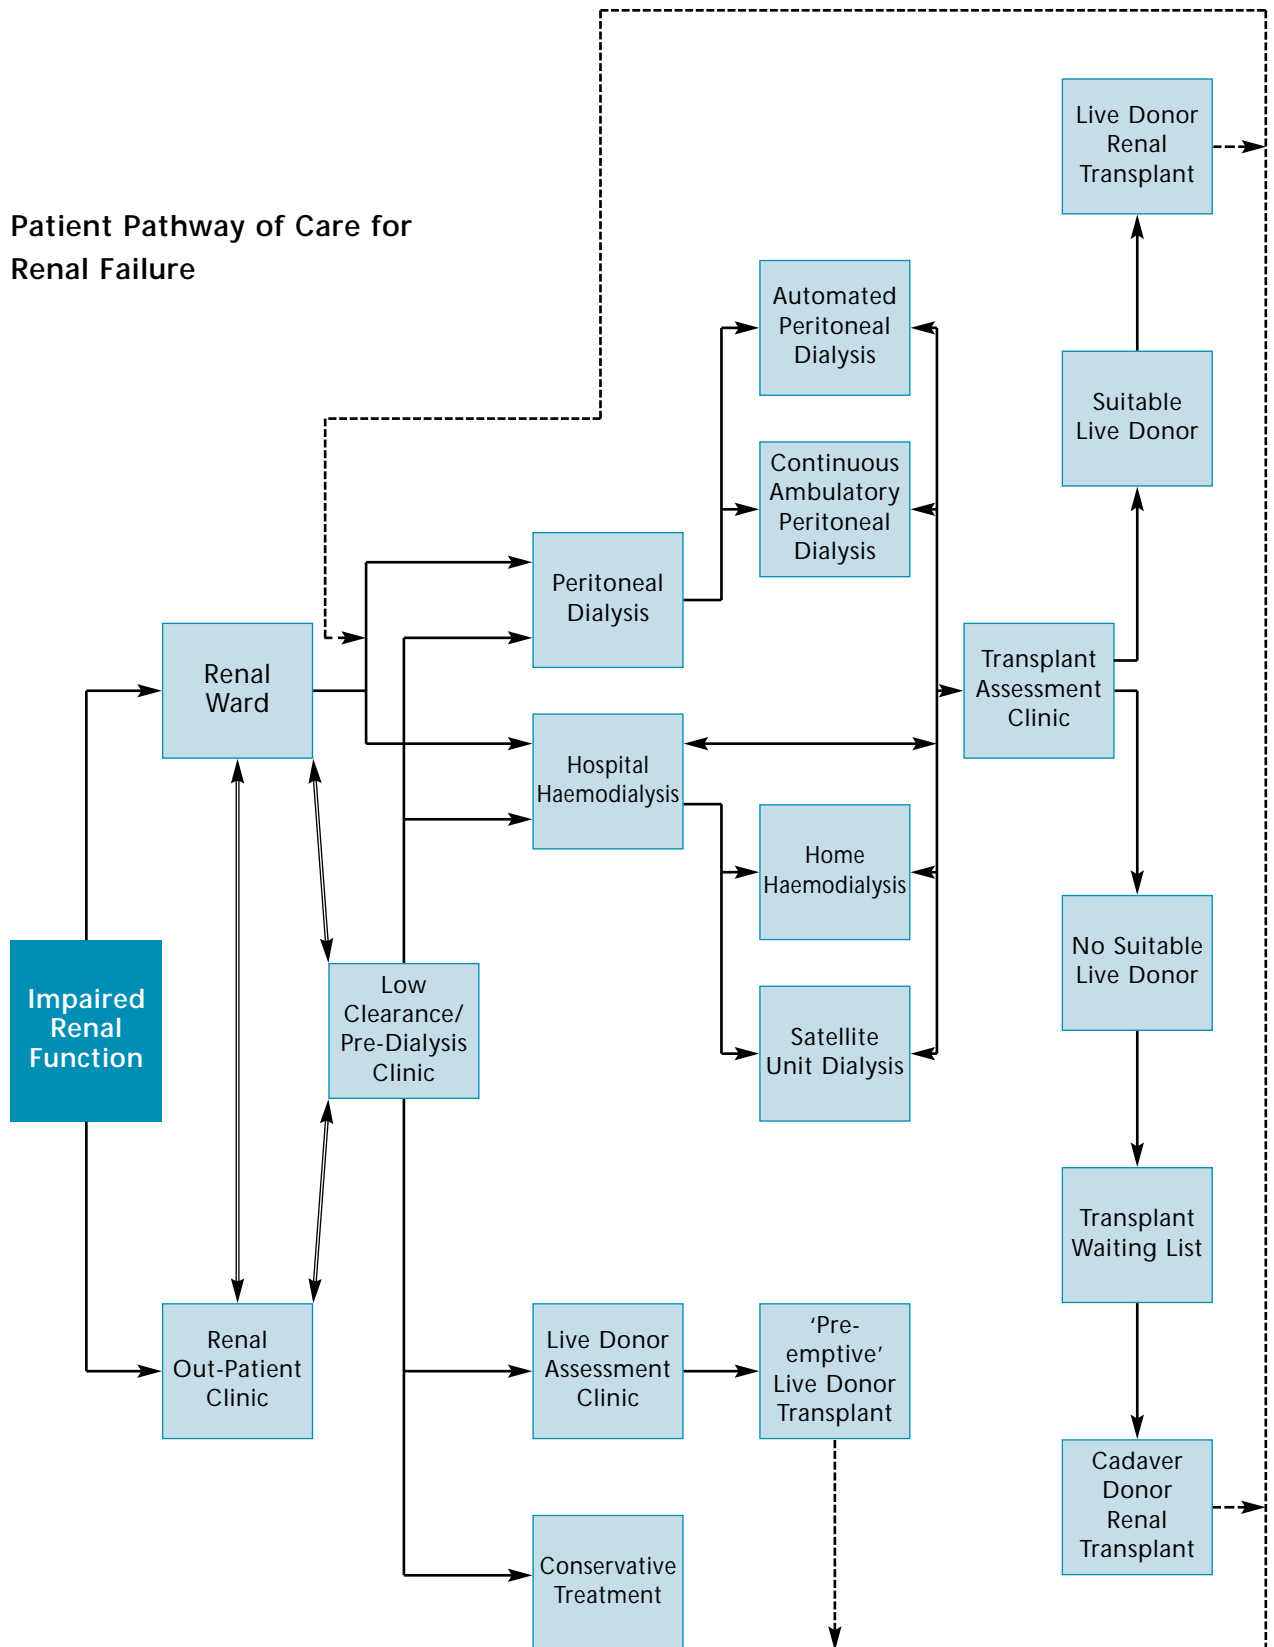 Patient Pathway of Care for
Renal Failure
Live Donor
Renal
Transplant
Automated
Peritoneal
Dialysis
Suitable
Live Donor
Continuous
Ambulatory
Peritoneal
Dialysis
Peritoneal
Dialysis
Renal
Ward
Transplant
Assessment
Clinic
Hospital
Haemodialysis
Home
Haemodialysis
No Suitable
Live Donor
Impaired
Renal
Function
Low
Clearance/
Pre-Dialysis
Clinic
Satellite
Unit Dialysis
Transplant
Waiting List
Renal
Out-Patient
Clinic
Live Donor
Assessment
Clinic
‘Pre-
emptive’
Live Donor
Transplant
Cadaver
Donor
Renal
Transplant
Conservative
Treatment